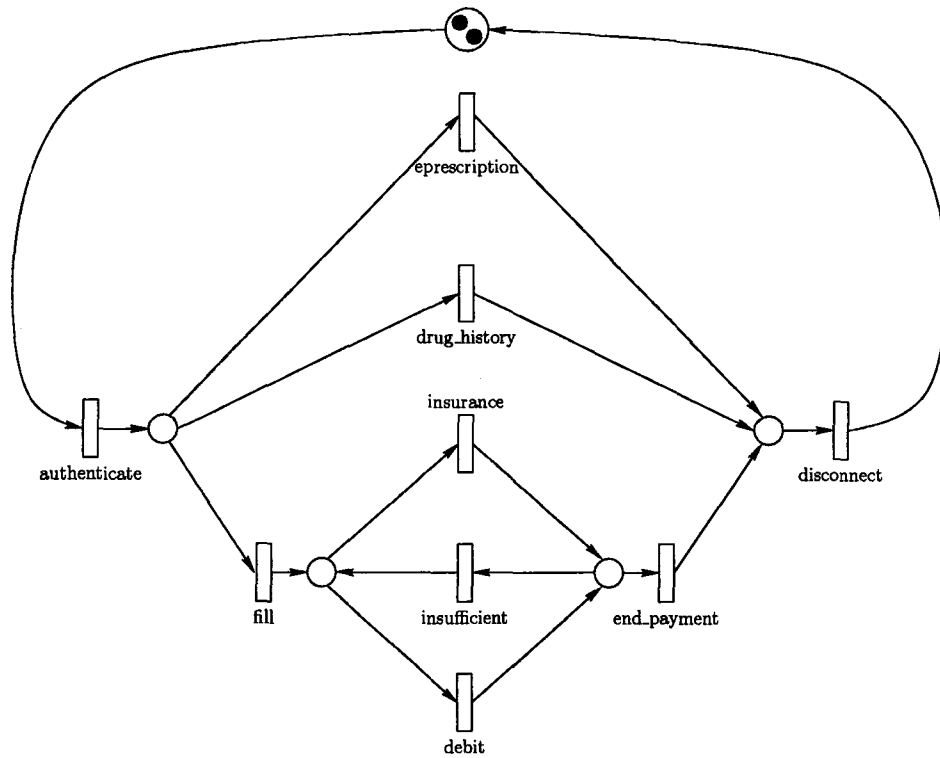 eprescription
drug_history
insurance
authenticate
disconnect
fill
insufficient
end_payment
debit